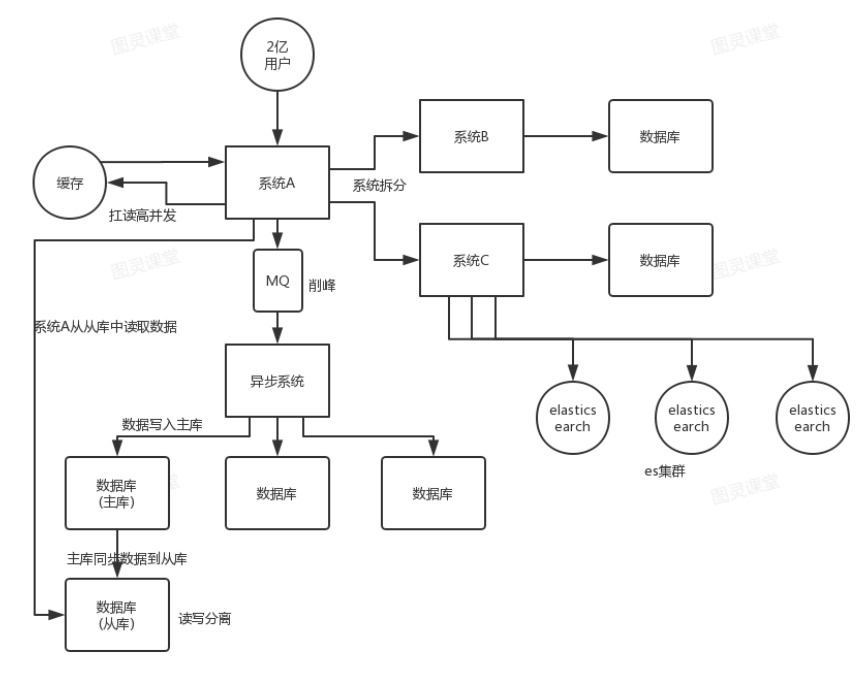 图灵课堂
图灵课堂
2亿
用户
系统B
数据库
缓存
系统A
系统拆分
扛读高并发
系统C
数据库
图灵课堂
图灵课堂
MQ
削峰
系统A从从库中读取数据
异步系统
elastics
earch
elastics
earch
elastics
earch
数据写入主库
es集群
数据库
(主库)
数据库
数据库
图灵课堂
主库同步数据到从库
数据库
(从库)
读写分离